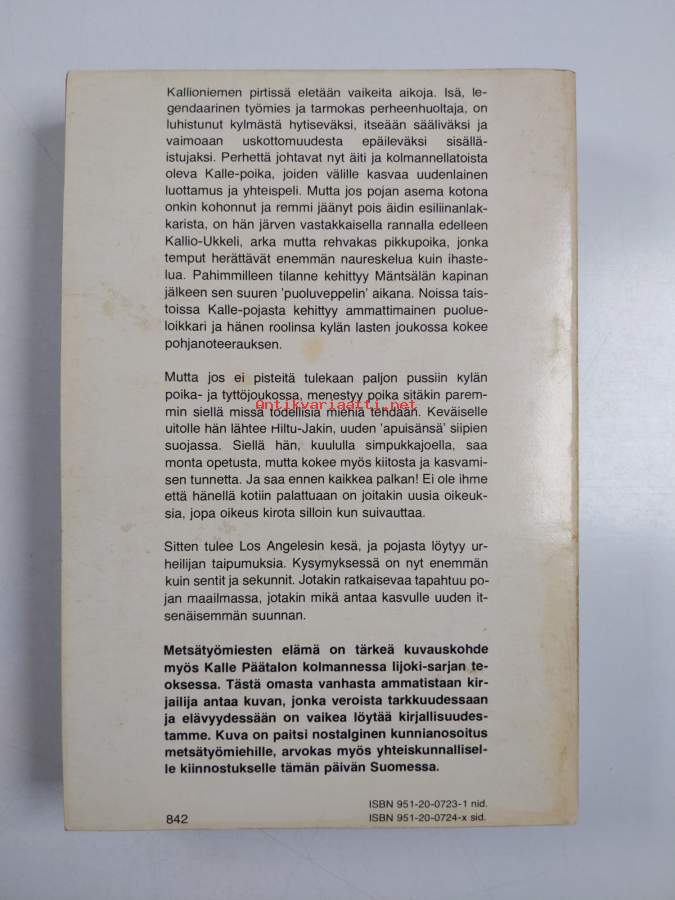 Kallioniemen pirtissä eletään vaikeita aikoja. Isä, le-
gendaarinen työmies ja tarmokas perheenhuoltaja, on
luhistunut kylmästä hytiseväksi, itseään sääliväksi ja
vaimoaan uskottomuudesta epäileväksi sisällä-
istujaksi. Perhettä johtavat nyt äiti ja kolmannellatoista
oleva Kalle-poika, joiden välille kasvaa uudenlainen
luottamus ja yhteispeli. Mutta jos pojan asema kotona
onkin kohonnut ja remmi jäänyt pois äidin esiliinanlak-
karista, on hän järven vastakkaisella rannalla edelleen
Kallio-Ukkeli, arka mutta rehvakas pikkupoika, jonka
temput herättävät enemmän naureskelua kuin ihaste-
lua. Pahimmilleen tilanne kehittyy Mäntsälän kapinan
jälkeen sen suuren 'puoluveppelin' aikana. Noissa tais-
toissa Kalle-pojasta kehittyy ammattimainen puolue-
loikkari ja hänen roolinsa kylän lasten joukossa kokee
pohjanoteerauksen.
Mutta jos ei pisteitä tulekaan paljon pussiin kylän
poika- ja tyttöjoukossa, menestyy poika sitäkin parem-
min siellä missä todellisia miehiä tehdään. Keväiselle
Antikvariaatti.net
uitolle hän lähtee Hiltu-Jakin, uuden 'apuisänsä' siipien
suojassa. Siellä hän, kuululla simpukkajoella, saa
monta opetusta, mutta kokee myös kiitosta ja kasvami-
sen tunnetta. Ja saa ennen kaikkea palkan! Ei ole ihme
että hänellä kotiin palattuaan on joitakin uusia oikeuk-
sia, jopa oikeus kirota silloin kun suivauttaa.
Sitten tulee Los Angelesin kesä, ja pojasta löytyy ur-
heilijan taipumuksia. Kysymyksessä on nyt enemmän
kuin sentit ja sekunnit. Jotakin ratkaisevaa tapahtuu po-
jan maailmassa, jotakin mikä antaa kasvulle uuden it-
senäisemmän suunnan.
Metsätyömiesten elämä on tärkeä kuvauskohde
myös Kalle Päätalon kolmannessa Iijoki-sarjan te-
oksessa. Tästä omasta vanhasta ammatistaan kir-
jailija antaa kuvan, jonka veroista tarkkuudessaan
ja elävyydessään on vaikea löytää kirjallisuudes-
tamme. Kuva on paitsi nostalginen kunnianosoitus
metsätyömiehille, arvokas myös yhteiskunnallisel-
le kiinnostukselle tämän päivän Suomessa.
ISBN 951-20-0723-1 nid.
842
ISBN 951-20-0724-x sid.